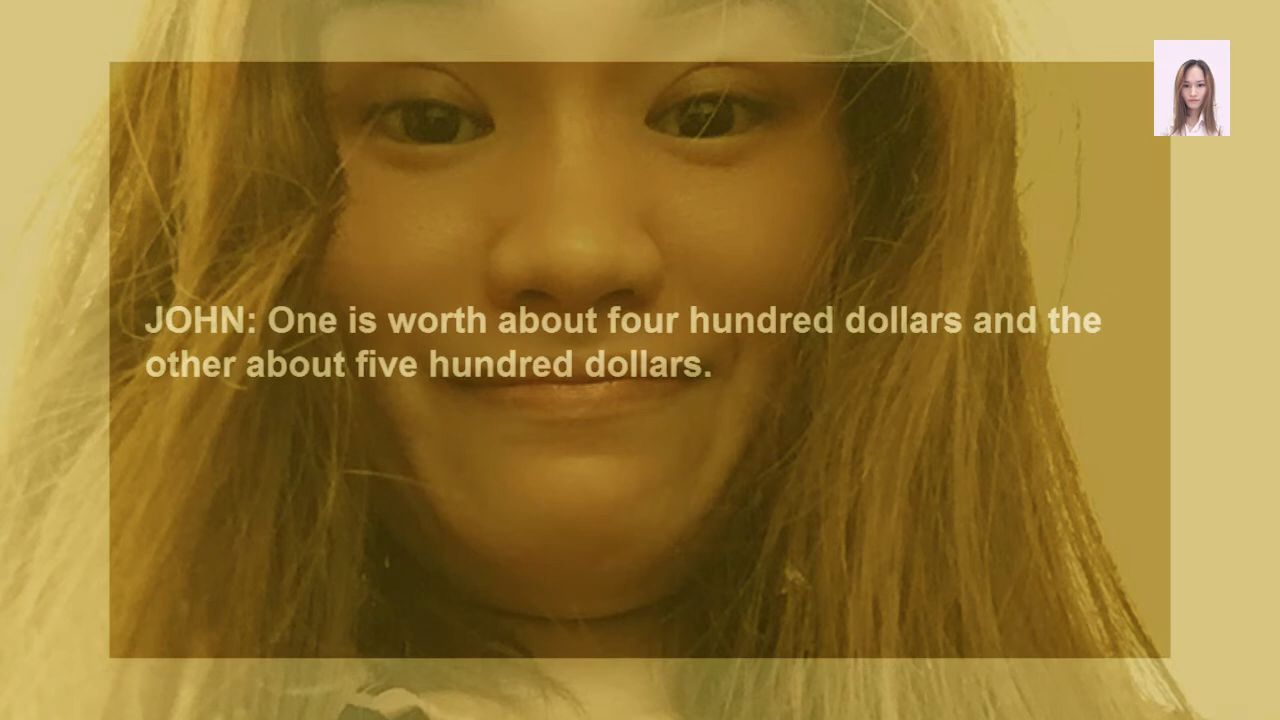 JOHN: One is worth about four hundred dollars and the
other about five hundred dollars.